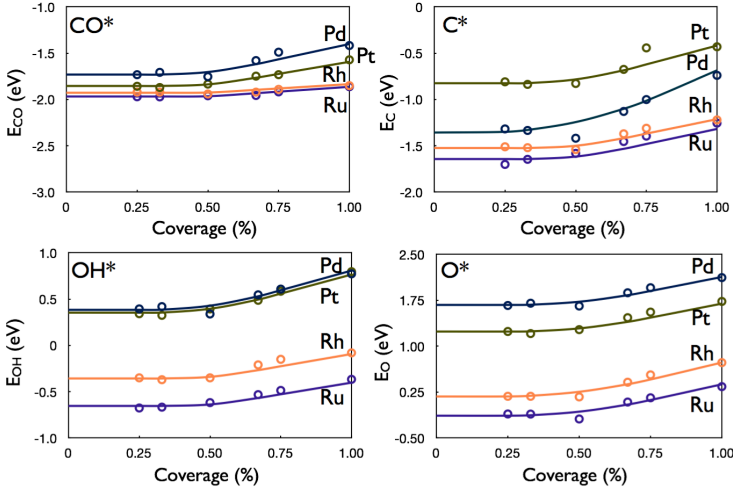 CO*
-1.0
-1.5
-2.0
-2.5
-3.0
E_CO (eV)
Pd
Pt
Rh
Ru
0
0.25
0.50
0.75
1.00
Coverage (%)
C*
0
-0.5
-1.0
-1.5
-2.0
E_C (eV)
Pt
Pd
Rh
Ru
0
0.25
0.50
0.75
1.00
Coverage (%)
OH*
1.0
0.5
0
-0.5
-1.0
E_OH (eV)
Pd
Pt
Rh
Ru
0
0.25
0.50
0.75
1.00
Coverage (%)
O*
2.50
1.75
1.00
0.25
-0.50
E_O (eV)
Pd
Pt
Rh
Ru
0
0.25
0.50
0.75
1.00
Coverage (%)